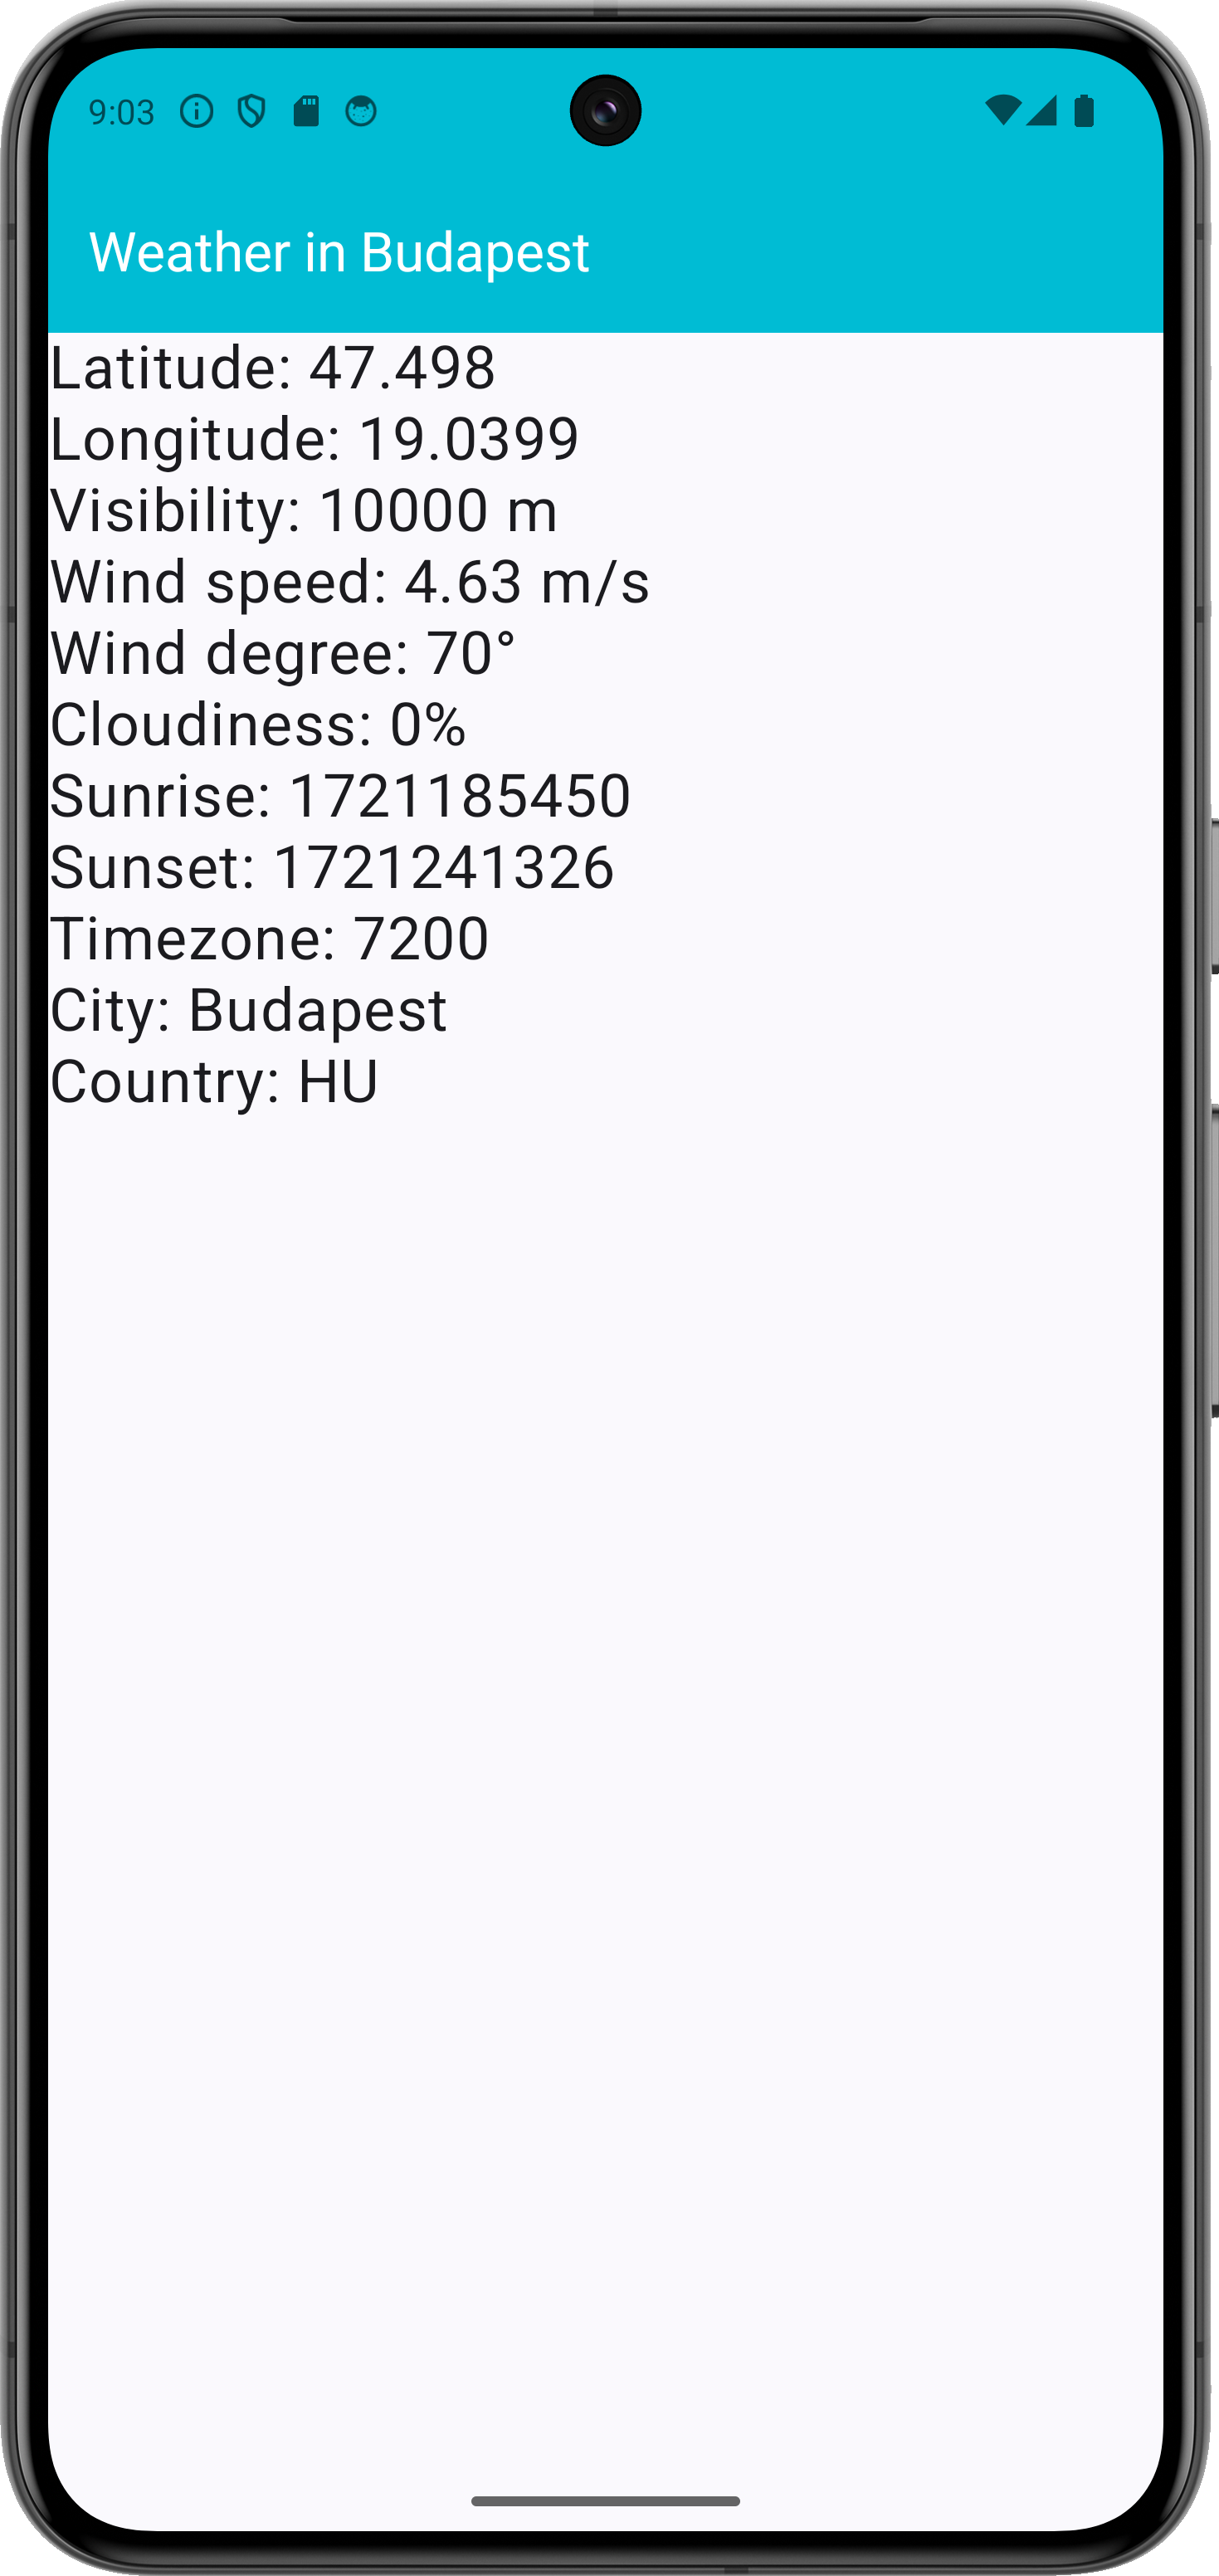 9:03
Weather in Budapest
Latitude: 47.498
Longitude: 19.0399
Visibility: 10000 m
Wind speed: 4.63 m/s
Wind degree: 70°
Cloudiness: 0%
Sunrise: 1721185450
Sunset: 1721241326
Timezone: 7200
City: Budapest
Country: HU